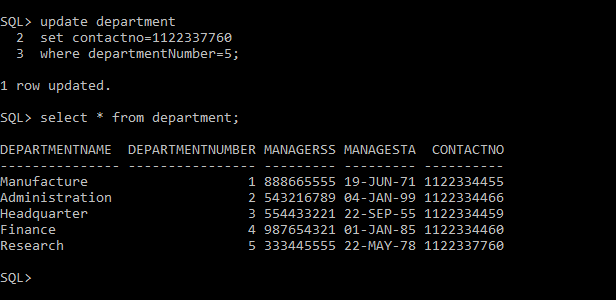 SQL> update department
  2  set contactno=1122337760
  3  where departmentNumber=5;
1 row updated.
SQL> select * from department;
DEPARTMENTNAME  DEPARTMENTNUMBER MANAGERSS MANAGESTA  CONTACTNO
--------------- ---------------- --------- --------- ----------
Manufacture                    1 888665555 19-JUN-71 1122334455
Administration                 2 543216789 04-JAN-99 1122334466
Headquarter                    3 554433221 22-SEP-55 1122334459
Finance                        4 987654321 01-JAN-85 1122334460
Research                       5 333445555 22-MAY-78 1122337760
SQL>